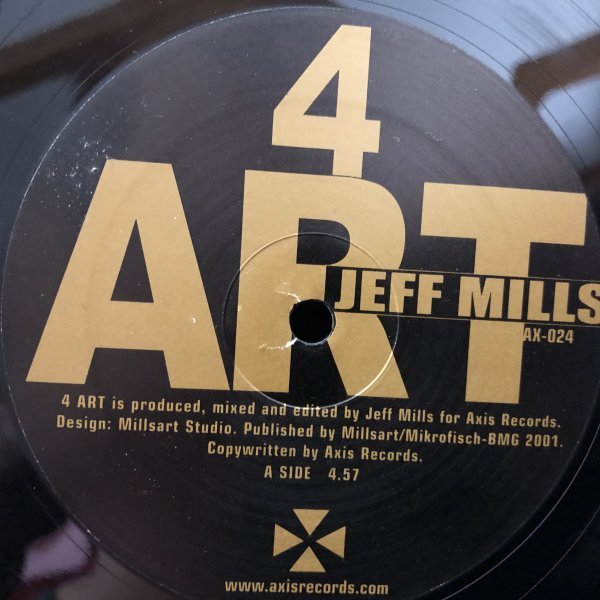 4
ART
JEFF MILLS
AX-024
4 ART is produced, mixed and edited by Jeff Mills for Axis Records.
Design: Millsart Studio. Published by Millsart/Mikrofisch-BMG 2001.
Copywritten by Axis Records.
A SIDE 4.57
www.axisrecords.com